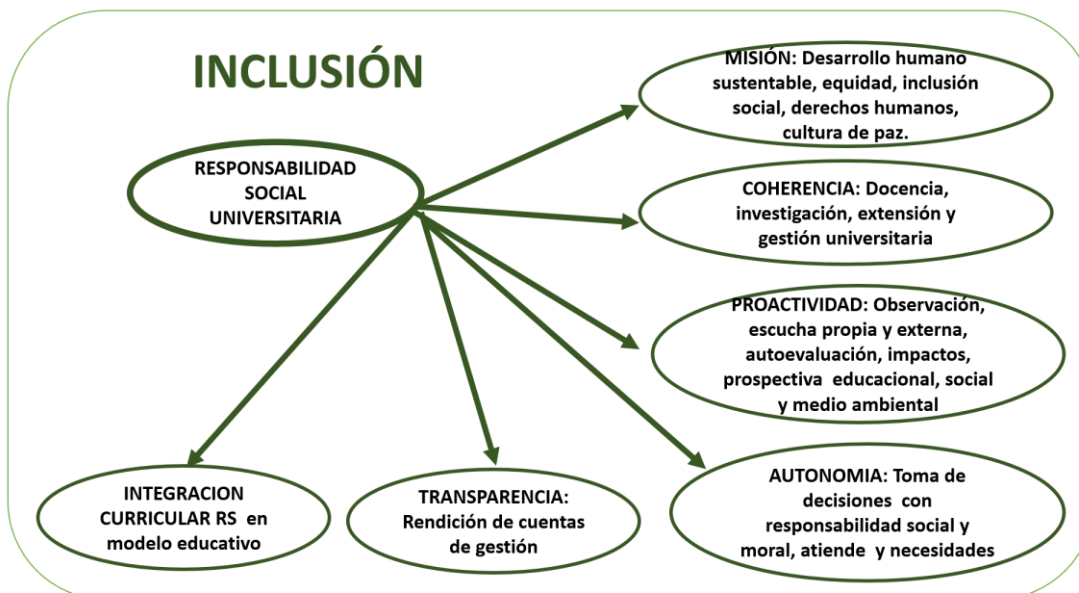 INCLUSIÓN
RESPONSABILIDAD
SOCIAL
UNIVERSITARIA
MISIÓN: Desarrollo humano
sustentable, equidad, inclusión
social, derechos humanos,
cultura de paz.
COHERENCIA: Docencia,
investigación, extensión y
gestión universitaria
PROACTIVIDAD: Observación,
escucha propia y externa,
autoevaluación, impactos,
prospectiva educacional, social
y medio ambiental
AUTONOMIA: Toma de
decisiones con
responsabilidad social y
moral, atiende y necesidades
TRANSPARENCIA:
Rendición de cuentas
de gestión
INTEGRACION
CURRICULAR RS en
modelo educativo